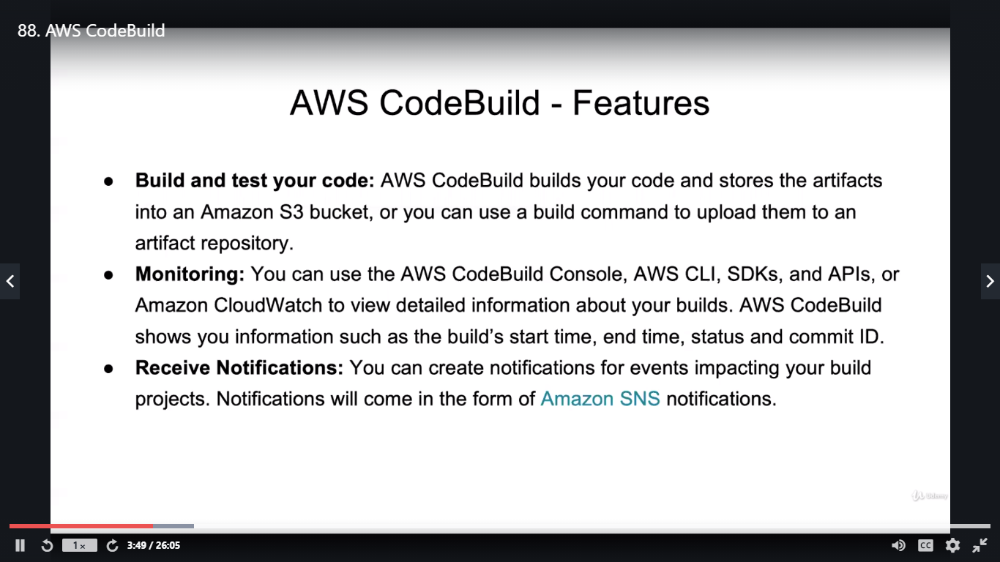 88. AWS CodeBuild
AWS CodeBuild - Features
● Build and test your code: AWS CodeBuild builds your code and stores the artifacts
into an Amazon S3 bucket, or you can use a build command to upload them to an
artifact repository.
● Monitoring: You can use the AWS CodeBuild Console, AWS CLI, SDKs, and APIs, or
Amazon CloudWatch to view detailed information about your builds. AWS CodeBuild
shows you information such as the build’s start time, end time, status and commit ID.
● Receive Notifications: You can create notifications for events impacting your build
projects. Notifications will come in the form of Amazon SNS notifications.
Udemy
1x 3:49 / 26:05 CC